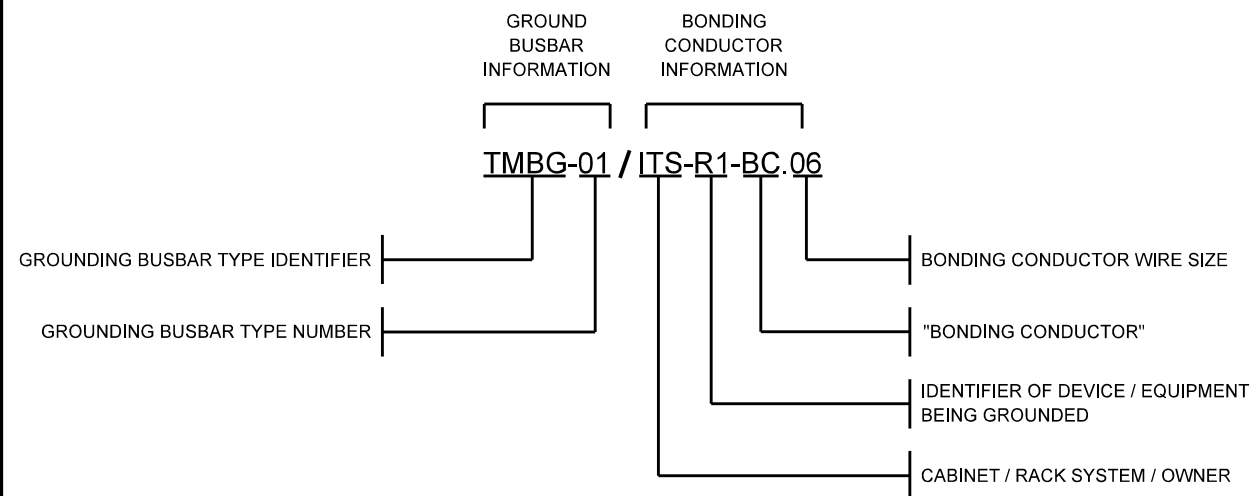 GROUND
BUSBAR
INFORMATION
BONDING
CONDUCTOR
INFORMATION
TMBG-01 / ITS-R1-BC.06
GROUNDING BUSBAR TYPE IDENTIFIER
GROUNDING BUSBAR TYPE NUMBER
BONDING CONDUCTOR WIRE SIZE
"BONDING CONDUCTOR"
IDENTIFIER OF DEVICE / EQUIPMENT
BEING GROUNDED
CABINET / RACK SYSTEM / OWNER